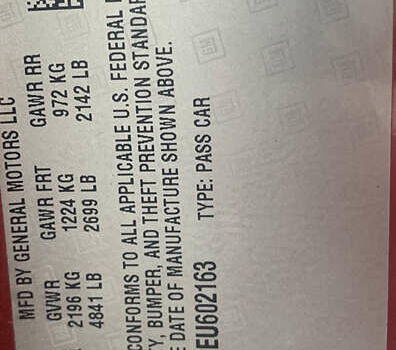 MFD BY GENERAL MOTORS LLC
GVWR GAWR FRT GAWR RR
2196 KG 1224 KG 972 KG
4841 LB 2699 LB 2142 LB
CONFORMS TO ALL APPLICABLE U.S. FEDERAL
Y, BUMPER, AND THEFT PREVENTION STANDAR
E DATE OF MANUFACTURE SHOWN ABOVE.
EU602163 TYPE: PASS CAR